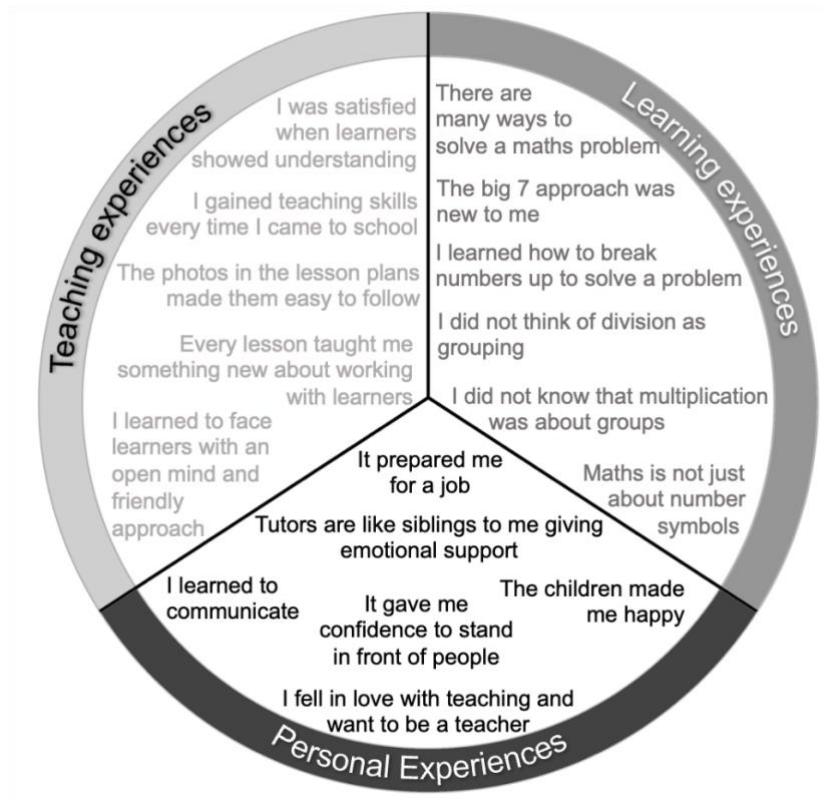 Teaching experiences
I was satisfied
when learners
showed understanding
I gained teaching skills
every time I came to school
The photos in the lesson plans
made them easy to follow
Every lesson taught me
something new about working
with learners
I learned to face
learners with an
open mind and
friendly
approach
Learning experiences
There are
many ways to
solve a maths problem
The big 7 approach was
new to me
I learned how to break
numbers up to solve a problem
I did not think of division as
grouping
I did not know that multiplication
was about groups
Maths is not just
about number
symbols
It prepared me
for a job
Tutors are like siblings to me giving
emotional support
I learned to
communicate
It gave me
confidence to stand
in front of people
The children made
me happy
I fell in love with teaching and
want to be a teacher
Personal Experiences